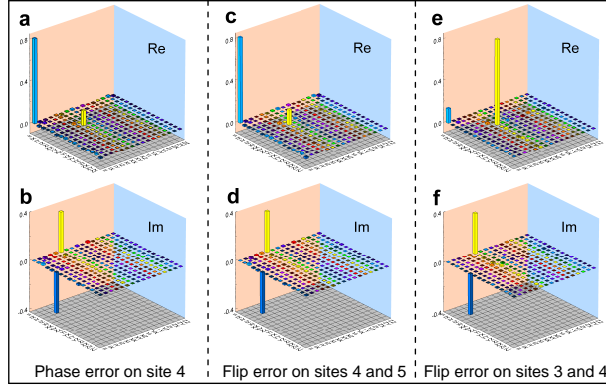 a
c
e
Re
Re
Re
0.8
0.8
0.8
0.4
0.4
0.4
0.0
0.0
0.0
b
d
f
Im
Im
Im
0.4
0.4
0.4
0.0
0.0
0.0
-0.4
-0.4
-0.4
Phase error on site 4
Flip error on sites 4 and 5
Flip error on sites 3 and 4